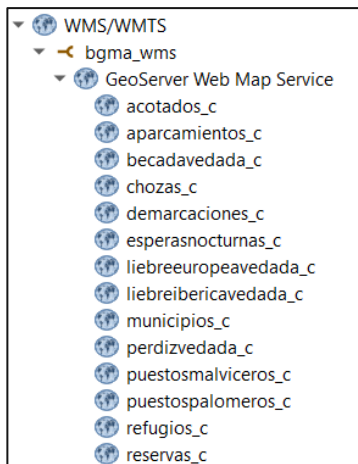 WMS/WMTS
bgma_wms
GeoServer Web Map Service
acotados_c
aparcamientos_c
becadavedada_c
chozas_c
demarcaciones_c
esperasnocturnas_c
liebreeuropeavedada_c
liebreibericavedada_c
municipios_c
perdizvedada_c
puestosmalviceros_c
puestospalomeros_c
refugios_c
reservas_c